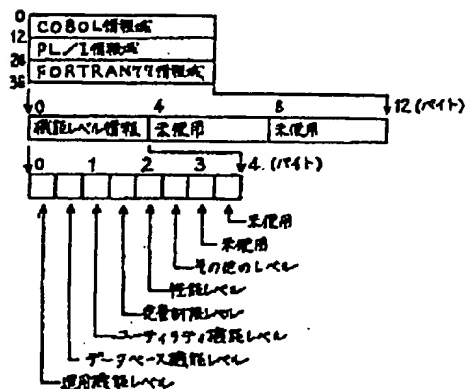 0
COBOL情報域
12
PL/I情報域
24
FORTRAN77情報域
36
0 4 8 12(バイト)
機能レベル情報 未使用 未使用
0 1 2 3 4.(バイト)
未使用
未使用
その他のレベル
性能レベル
定量制限レベル
ユーティリティ機能レベル
データベース機能レベル
運用機能レベル